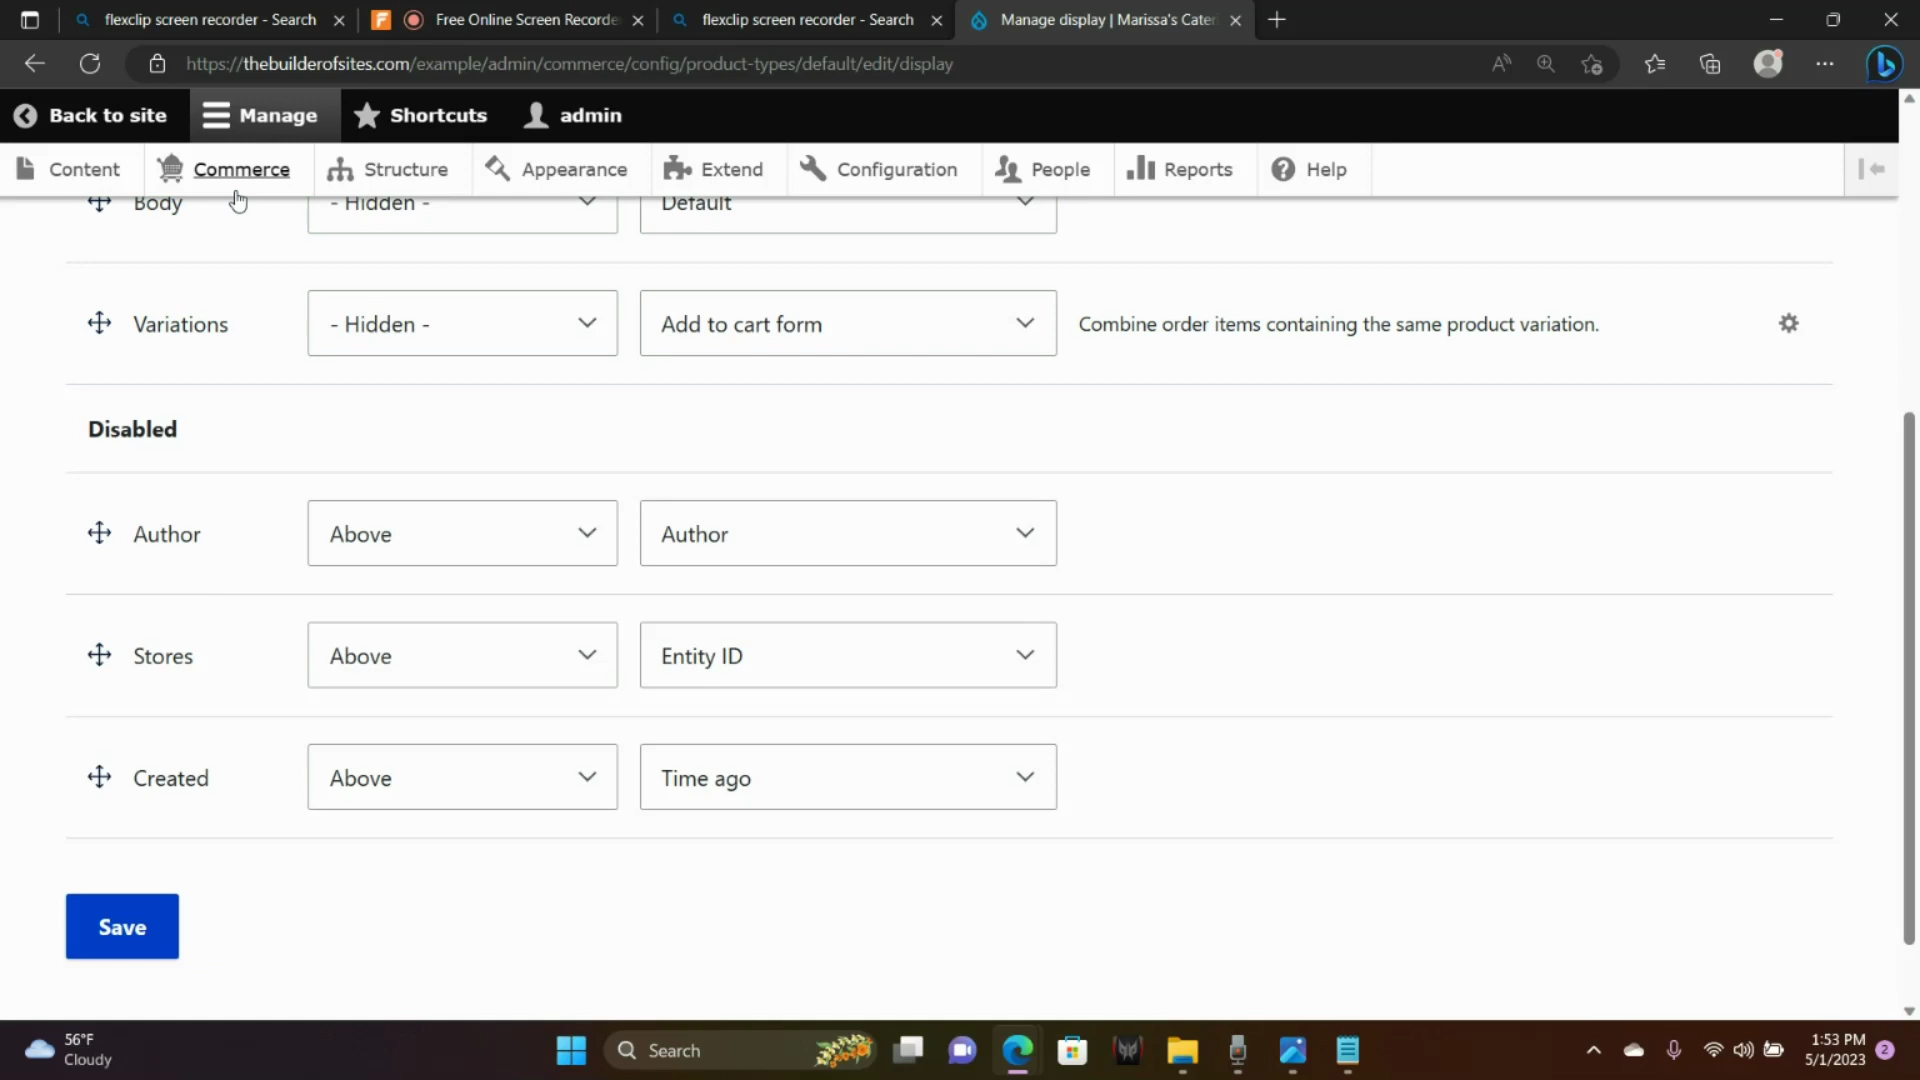 flexclip screen recorder - Search
Free Online Screen Recorde
flexclip screen recorder - Search
Manage display | Marissa's Cater
https://thebuilderofsites.com/example/admin/commerce/config/product-types/default/edit/display
Back to site
Manage
Shortcuts
admin
Content
Commerce
Structure
Appearance
Extend
Configuration
People
Reports
Help
Body
- Hidden -
Default
Variations
- Hidden -
Add to cart form
Combine order items containing the same product variation.
Disabled
Author
Above
Author
Stores
Above
Entity ID
Created
Above
Time ago
Save
56°F
Cloudy
Search
1:53 PM
5/1/2023
2